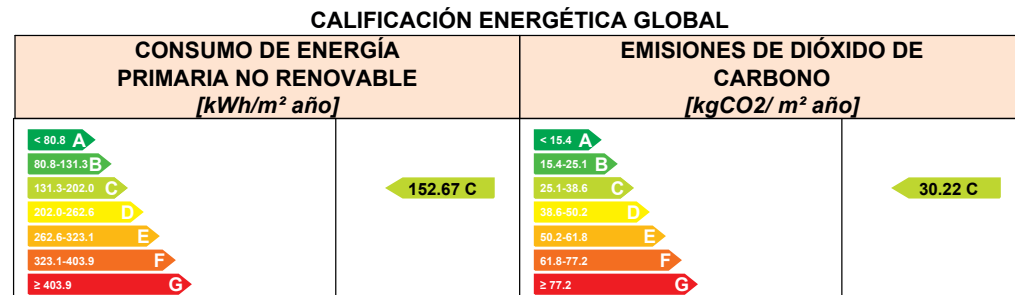 CALIFICACIÓN ENERGÉTICA GLOBAL
CONSUMO DE ENERGÍA
PRIMARIA NO RENOVABLE
[kWh/m² año]
EMISIONES DE DIÓXIDO DE
CARBONO
[kgCO2/ m² año]
< 80.8 A
80.8-131.3 B
131.3-202.0 C
202.0-262.6 D
262.6-323.1 E
323.1-403.9 F
≥ 403.9 G
152.67 C
< 15.4 A
15.4-25.1 B
25.1-38.6 C
38.6-50.2 D
50.2-61.8 E
61.8-77.2 F
≥ 77.2 G
30.22 C